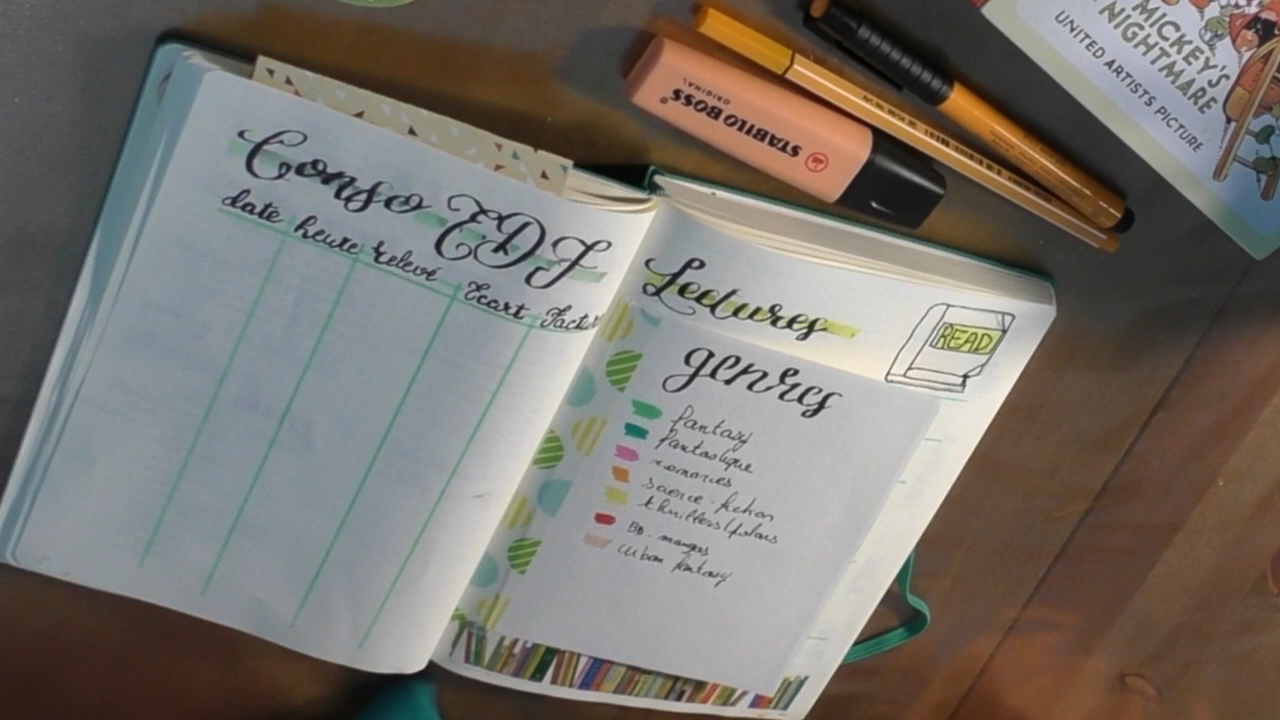 Conso EDF
date heure relevé Ecart Factu
Lectures
READ
genres
fantasy
fantastique
romances
science-fiction
thrillers/polars
BD - mangas
urban fantasy
STABILO BOSS
ORIGINAL
MICKEY'S
NIGHTMARE
UNITED ARTISTS PICTURE